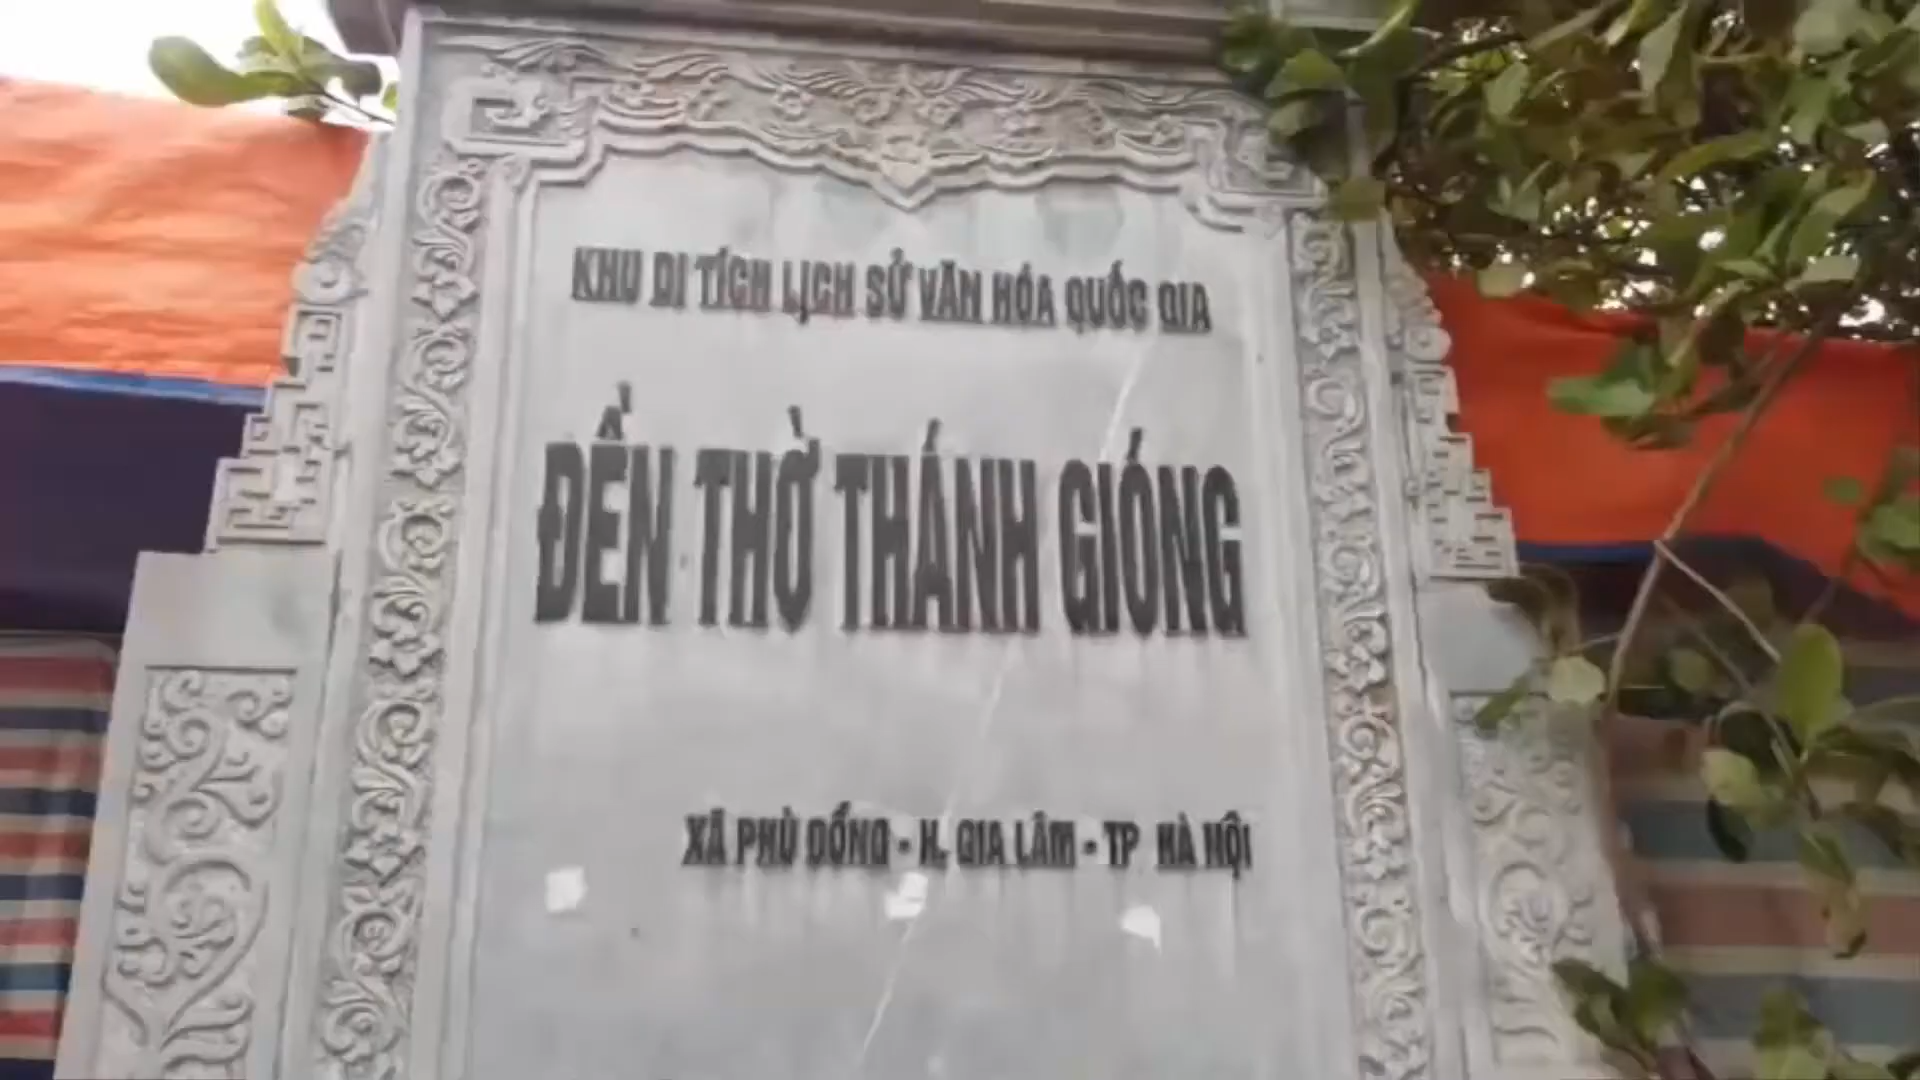 KHU DI TÍCH LỊCH SỬ VĂN HÓA QUỐC GIA
ĐỀN THỜ THÁNH GIÓNG
XÃ PHÙ ĐỔNG - H. GIA LÂM - TP HÀ NỘI